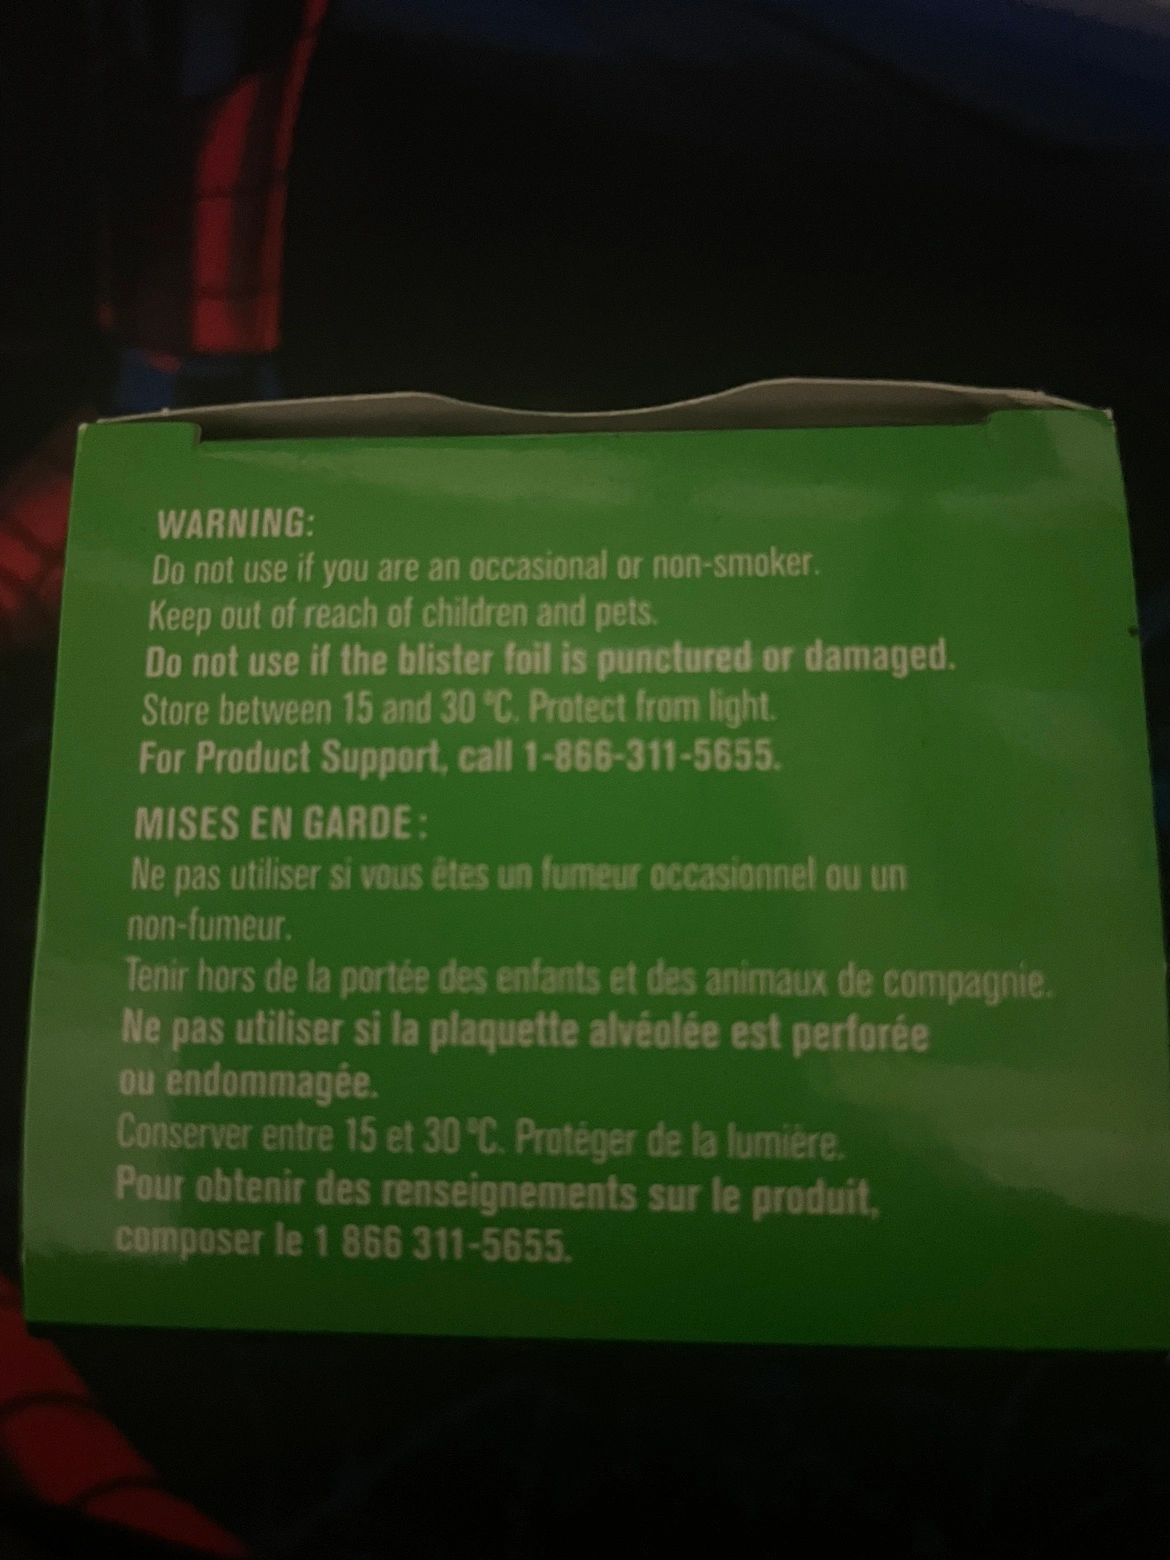 WARNING:
Do not use if you are an occasional or non-smoker.
Keep out of reach of children and pets.
Do not use if the blister foil is punctured or damaged.
Store between 15 and 30 °C. Protect from light.
For Product Support, call 1-866-311-5655.
MISES EN GARDE :
Ne pas utiliser si vous êtes un fumeur occasionnel ou un
non-fumeur.
Tenir hors de la portée des enfants et des animaux de compagnie.
Ne pas utiliser si la plaquette alvéolée est perforée
ou endommagée.
Conserver entre 15 et 30 °C. Protéger de la lumière.
Pour obtenir des renseignements sur le produit,
composer le 1 866 311-5655.